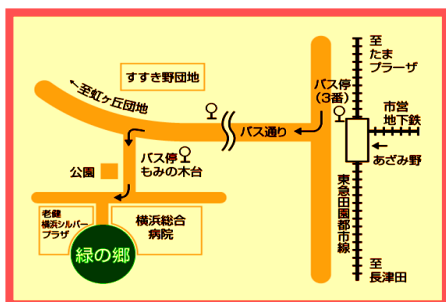 至
たま
プラーザ
すすき野団地
←至虹ヶ丘団地
バス停
(3番)
市営
地下鉄
バス通り
あざみ野
バス停
もみの木台
公園
東急田園都市線
老健
横浜シルバー
プラザ
横浜総合
病院
緑の郷
至
長津田